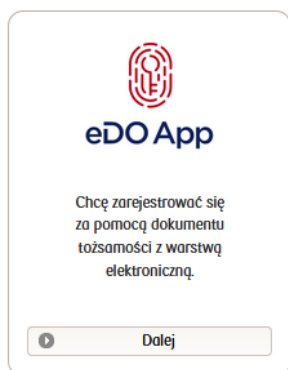 eDO App
Chcę zarejestrować się
za pomocą dokumentu
tożsamości z warstwą
elektroniczną.
Dalej